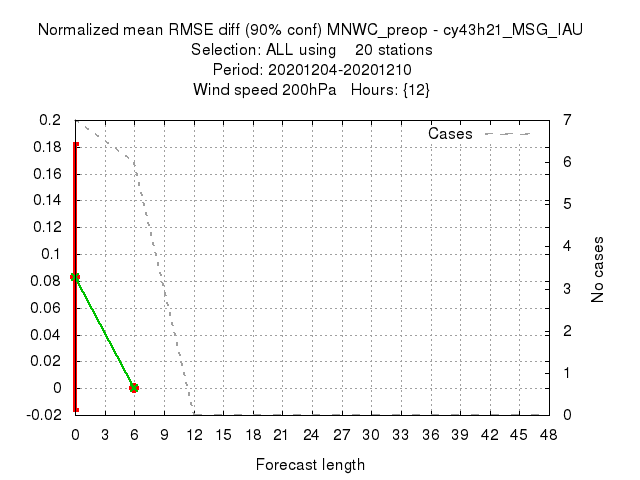 Normalized mean RMSE diff (90% conf) MNWC_preop - cy43h21_MSG_IAU
Selection: ALL using 20 stations
Period: 20201204-20201210
Wind speed 200hPa Hours: {12}
Cases
0.2
0.18
0.16
0.14
0.12
0.1
0.08
0.06
0.04
0.02
0
-0.02
7
6
5
4
3
2
1
0
No cases
0 3 6 9 12 15 18 21 24 27 30 33 36 39 42 45 48
Forecast length